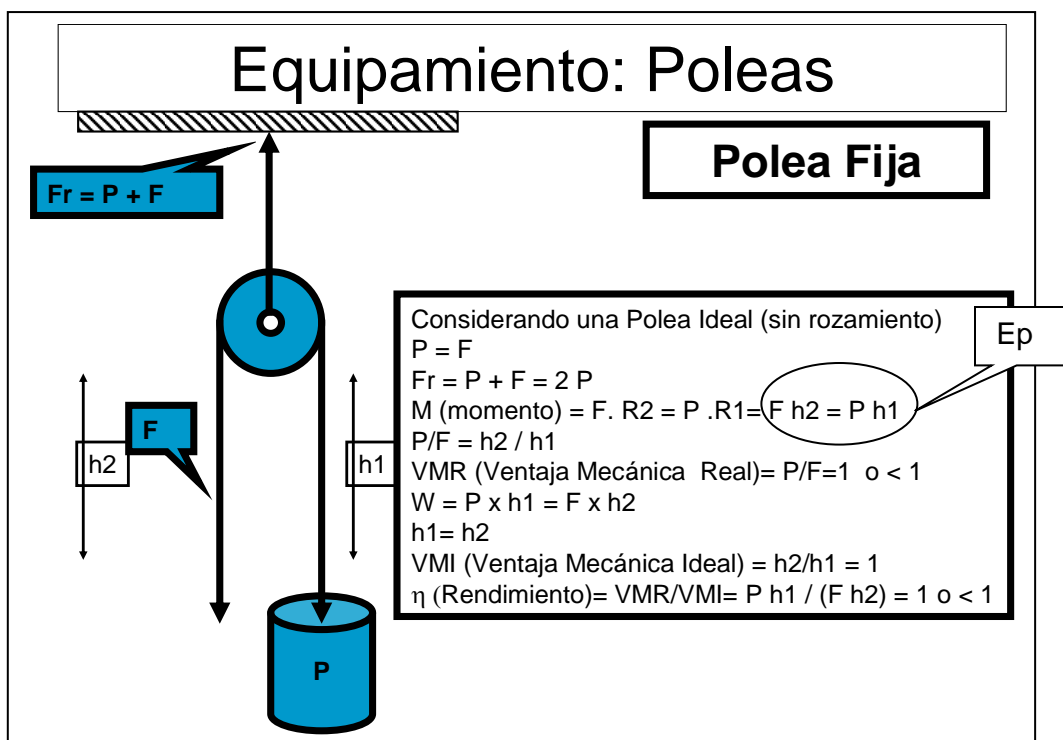 Equipamiento: Poleas
Polea Fija
Fr = P + F
Considerando una Polea Ideal (sin rozamiento)
P = F
Fr = P + F = 2 P
M (momento) = F. R2 = P .R1= F h2 = P h1
P/F = h2 / h1
VMR (Ventaja Mecánica  Real)= P/F=1  o < 1
W = P x h1 = F x h2
h1= h2
VMI (Ventaja Mecánica Ideal) = h2/h1 = 1
η (Rendimiento)= VMR/VMI= P h1 / (F h2) = 1 o < 1
Ep
F
h2
h1
P